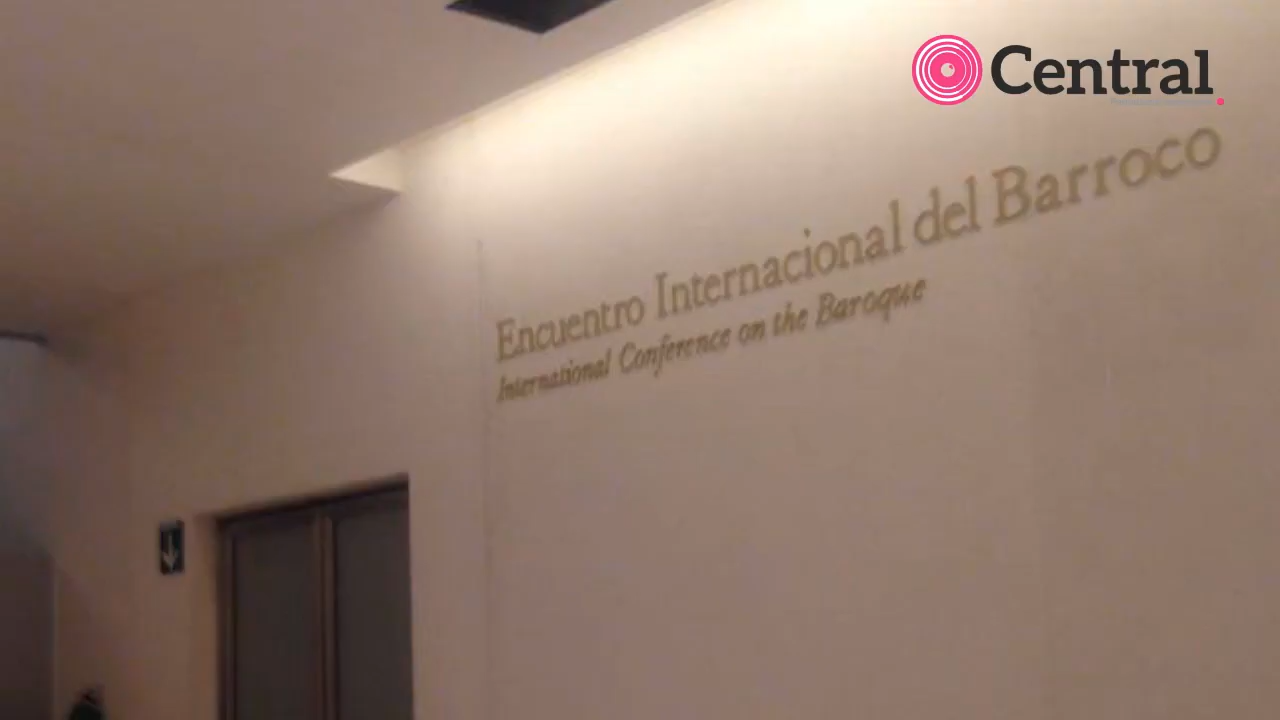 Central
Encuentro Internacional del Barroco
International Conference on the Baroque